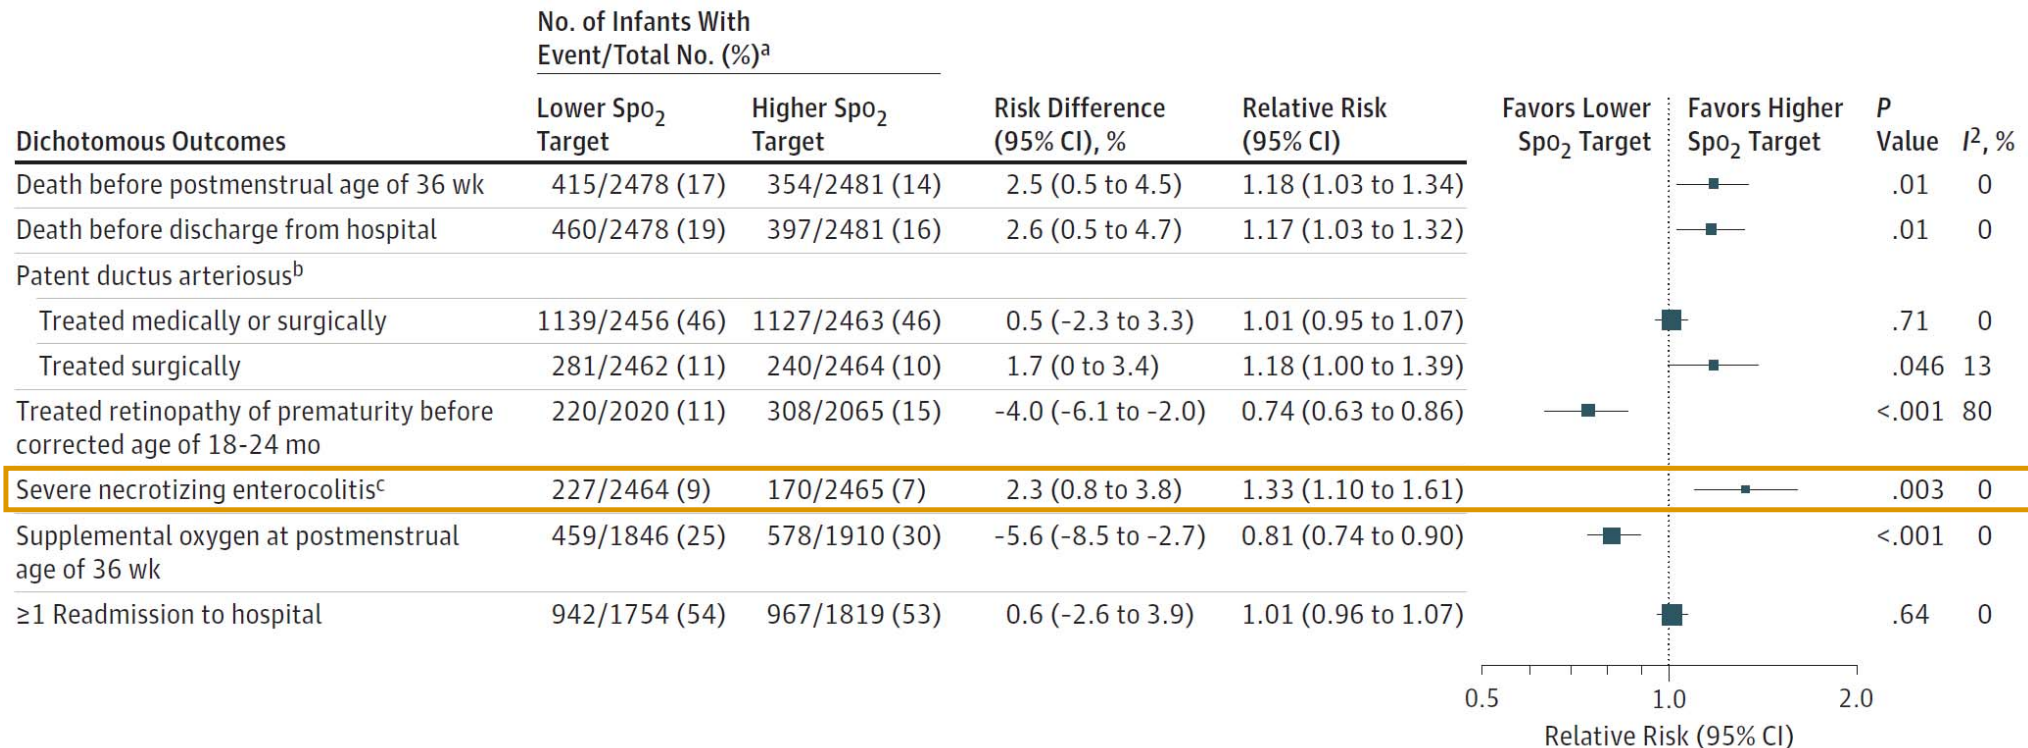 No. of Infants With
Event/Total No. (%)a
Dichotomous Outcomes
Lower Spo2
Target
Higher Spo2
Target
Risk Difference
(95% CI), %
Relative Risk
(95% CI)
Favors Lower
Spo2 Target
Favors Higher
Spo2 Target
P
Value
I2, %
Death before postmenstrual age of 36 wk 415/2478 (17) 354/2481 (14) 2.5 (0.5 to 4.5) 1.18 (1.03 to 1.34) .01 0
Death before discharge from hospital 460/2478 (19) 397/2481 (16) 2.6 (0.5 to 4.7) 1.17 (1.03 to 1.32) .01 0
Patent ductus arteriosusb
Treated medically or surgically 1139/2456 (46) 1127/2463 (46) 0.5 (-2.3 to 3.3) 1.01 (0.95 to 1.07) .71 0
Treated surgically 281/2462 (11) 240/2464 (10) 1.7 (0 to 3.4) 1.18 (1.00 to 1.39) .046 13
Treated retinopathy of prematurity before 220/2020 (11) 308/2065 (15) -4.0 (-6.1 to -2.0) 0.74 (0.63 to 0.86) <.001 80
corrected age of 18-24 mo
Severe necrotizing enterocolitisc 227/2464 (9) 170/2465 (7) 2.3 (0.8 to 3.8) 1.33 (1.10 to 1.61) .003 0
Supplemental oxygen at postmenstrual 459/1846 (25) 578/1910 (30) -5.6 (-8.5 to -2.7) 0.81 (0.74 to 0.90) <.001 0
age of 36 wk
≥1 Readmission to hospital 942/1754 (54) 967/1819 (53) 0.6 (-2.6 to 3.9) 1.01 (0.96 to 1.07) .64 0
0.5 1.0 2.0
Relative Risk (95% CI)